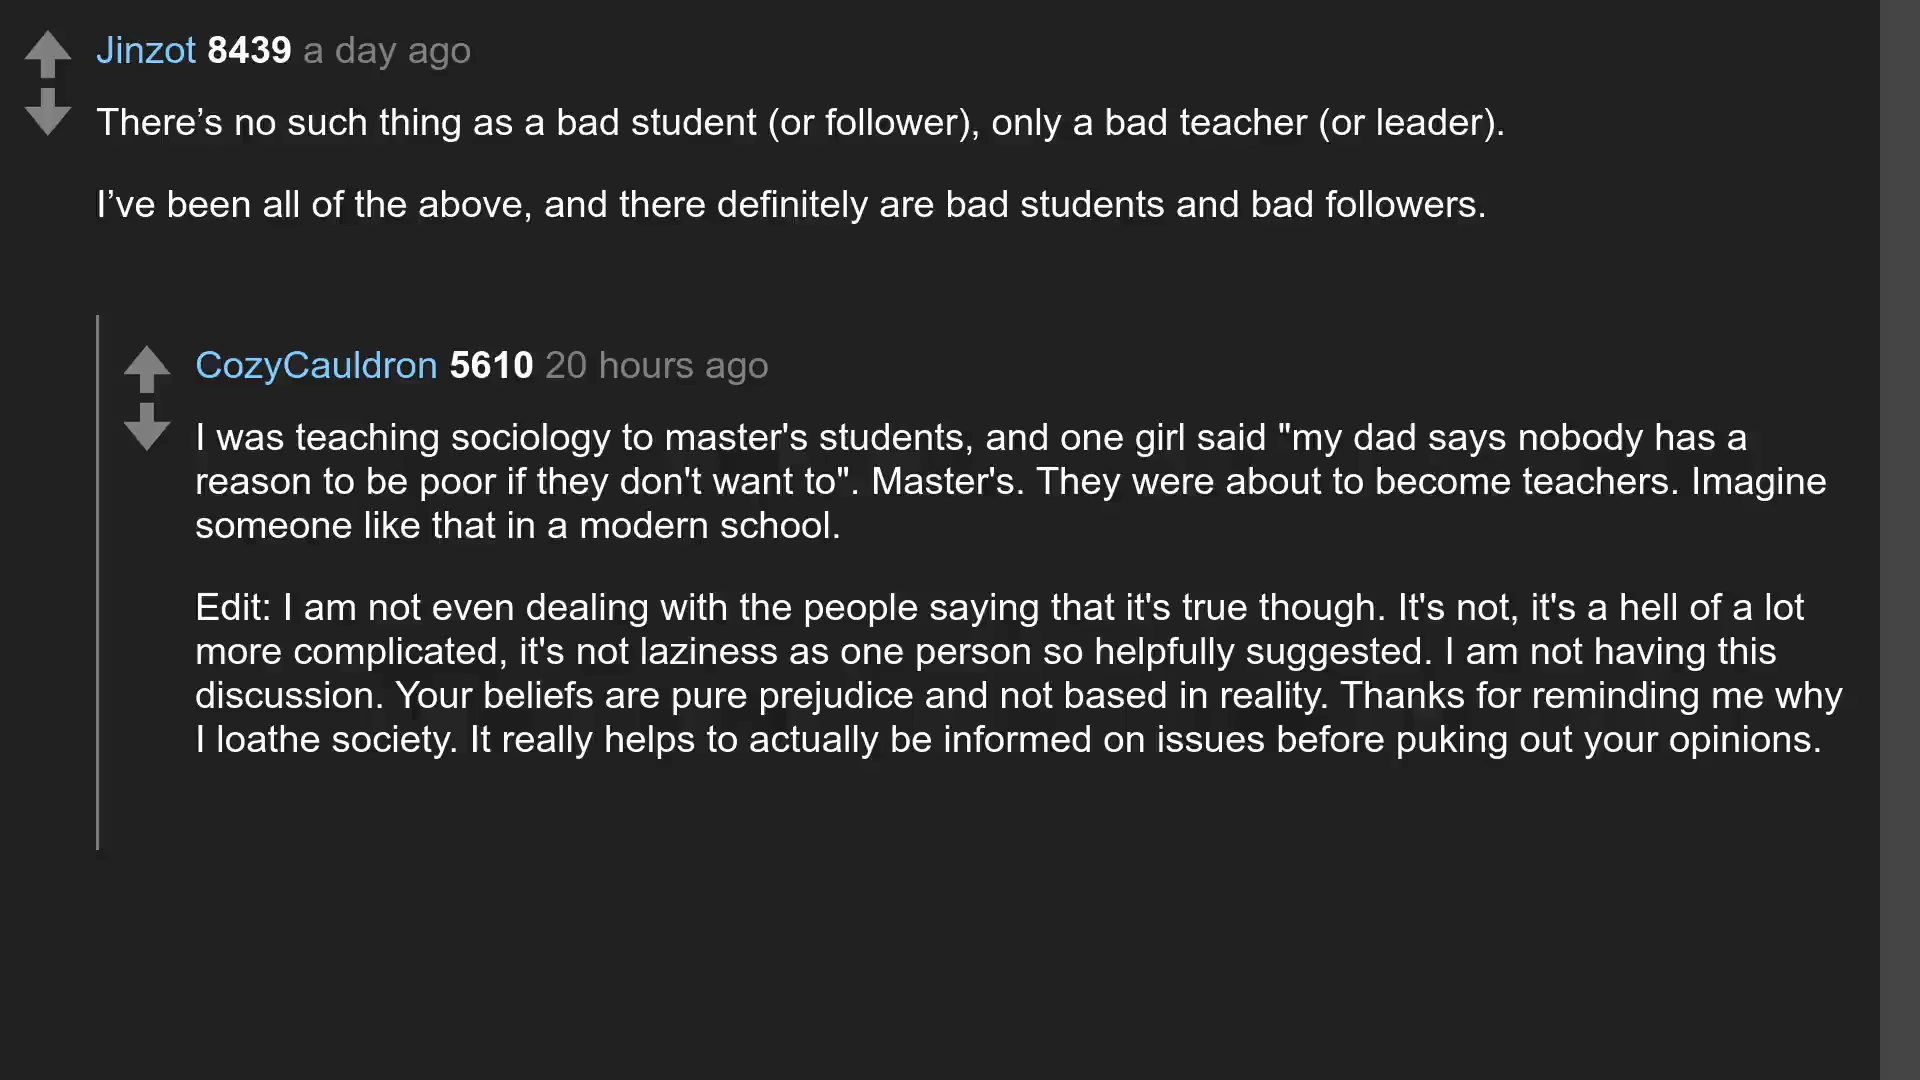 Jinzot 8439 a day ago
There’s no such thing as a bad student (or follower), only a bad teacher (or leader).
I’ve been all of the above, and there definitely are bad students and bad followers.
CozyCauldron 5610 20 hours ago
I was teaching sociology to master's students, and one girl said "my dad says nobody has a
reason to be poor if they don't want to". Master's. They were about to become teachers. Imagine
someone like that in a modern school.
Edit: I am not even dealing with the people saying that it's true though. It's not, it's a hell of a lot
more complicated, it's not laziness as one person so helpfully suggested. I am not having this
discussion. Your beliefs are pure prejudice and not based in reality. Thanks for reminding me why
I loathe society. It really helps to actually be informed on issues before puking out your opinions.